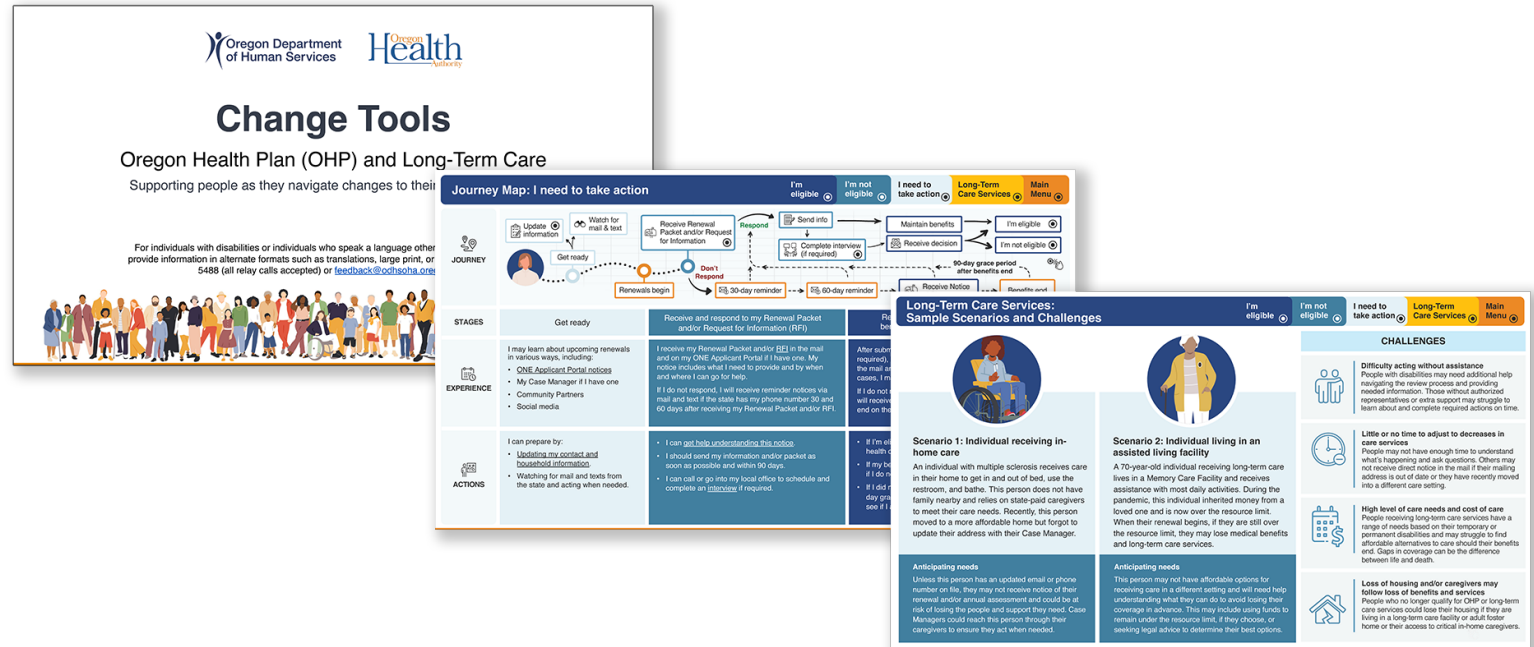 Oregon Department
of Human Services
Oregon
Health
Authority
Change Tools
Oregon Health Plan (OHP) and Long-Term Care
Supporting people as they navigate changes to their
For individuals with disabilities or individuals who speak a language other
provide information in alternate formats such as translations, large print, or
5488 (all relay calls accepted) or feedback@odhsoha.ore
Journey Map: I need to take action
I'm
eligible
I'm not
eligible
I need to
take action
Long-Term
Care Services
Main
Menu
JOURNEY
Update
information
Watch for
mail & text
Get ready
Renewals begin
Receive Renewal
Packet and/or Request
for Information
Respond
Don't
Respond
Send info
Complete interview
(if required)
Maintain benefits
Receive decision
I'm eligible
I'm not eligible
90-day grace period
after benefits end
30-day reminder
60-day reminder
Receive Notice
Benefits end
STAGES
Get ready
Receive and respond to my Renewal Packet
and/or Request for Information (RFI)
EXPERIENCE
I may learn about upcoming renewals
in various ways, including:
• ONE Applicant Portal notices
• My Case Manager if I have one
• Community Partners
• Social media
I receive my Renewal Packet and/or RFI in the mail
and on my ONE Applicant Portal if I have one. My
notice includes what I need to provide and by when
and where I can go for help.
If I do not respond, I will receive reminder notices via
mail and text if the state has my phone number 30 and
60 days after receiving my Renewal Packet and/or RFI.
After subm
required),
the mail a
cases, I m
If I do not
will receiv
end on the
ACTIONS
I can prepare by:
• Updating my contact and
household information.
• Watching for mail and texts from
the state and acting when needed.
• I can get help understanding this notice.
• I should send my information and/or packet as
soon as possible and within 90 days.
• I can call or go into my local office to schedule and
complete an interview if required.
• If I'm eli
health c
• If my be
if I do n
• If I did n
day gra
see if I
Long-Term Care Services:
Sample Scenarios and Challenges
I'm
eligible
I'm not
eligible
I need to
take action
Long-Term
Care Services
Main
Menu
Scenario 1: Individual receiving in-
home care
An individual with multiple sclerosis receives care
in their home to get in and out of bed, use the
restroom, and bathe. This person does not have
family nearby and relies on state-paid caregivers
to meet their care needs. Recently, this person
moved to a more affordable home but forgot to
update their address with their Case Manager.
Anticipating needs
Unless this person has an updated email or phone
number on file, they may not receive notice of their
renewal and/or annual assessment and could be at
risk of losing the people and support they need. Case
Managers could reach this person through their
caregivers to ensure they act when needed.
Scenario 2: Individual living in an
assisted living facility
A 70-year-old individual receiving long-term care
lives in a Memory Care Facility and receives
assistance with most daily activities. During the
pandemic, this individual inherited money from a
loved one and is now over the resource limit.
When their renewal begins, if they are still over
the resource limit, they may lose medical benefits
and long-term care services.
Anticipating needs
This person may not have affordable options for
receiving care in a different setting and will need help
understanding what they can do to avoid losing their
coverage in advance. This may include using funds to
remain under the resource limit, if they choose, or
seeking legal advice to determine their best options.
CHALLENGES
Difficulty acting without assistance
People with disabilities may need additional help
navigating the review process and providing
needed information. Those without authorized
representatives or extra support may struggle to
learn about and complete required actions on time.
Little or no time to adjust to decreases in
care services
People may not have enough time to understand
what's happening and ask questions. Others may
not receive direct notice in the mail if their mailing
address is out of date or they have recently moved
into a different care setting.
High level of care needs and cost of care
People receiving long-term care services have a
range of needs based on their temporary or
permanent disabilities and may struggle to find
affordable alternatives to care should their benefits
end. Gaps in coverage can be the difference
between life and death.
Loss of housing and/or caregivers may
follow loss of benefits and services
People who no longer qualify for OHP or long-term
care services could lose their housing if they are
living in a long-term care facility or adult foster
home or their access to critical in-home caregivers.